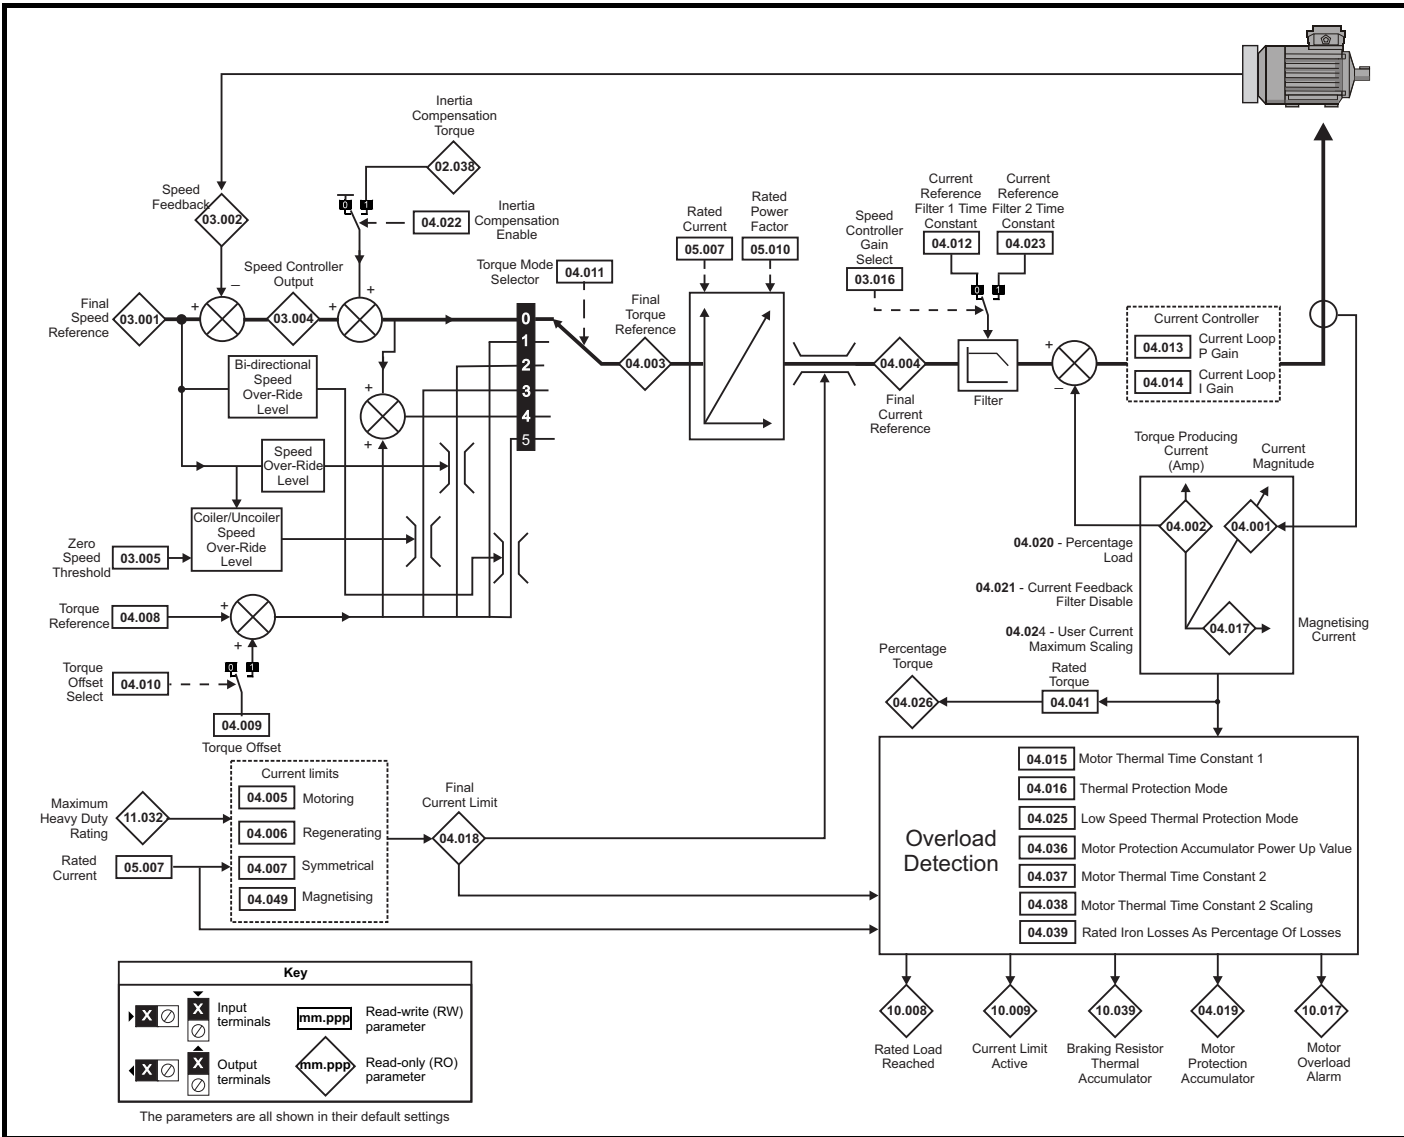 Inertia
Compensation
Torque
02.038
0 1
04.022
Inertia
Compensation
Enable
Speed
Feedback
03.002
Speed Controller
Output
Final
Speed
Reference
03.001
03.004
+
–
+
+
Bi-directional
Speed
Over-Ride
Level
Speed
Over-Ride
Level
Coiler/Uncoiler
Speed
Over-Ride
Level
Zero
Speed
Threshold
03.005
Torque
Reference
04.008
+
+
+
+
Torque
Offset
Select
04.010
0 1
04.009
Torque Offset
Torque Mode
Selector
04.011
0
1
2
3
4
5
Final
Torque
Reference
04.003
Rated
Current
05.007
Rated
Power
Factor
05.010
Speed
Controller
Gain
Select
03.016
Current
Reference
Filter 1 Time
Constant
04.012
Current
Reference
Filter 2 Time
Constant
04.023
0 1
04.004
Final
Current
Reference
Filter
+
–
Current Controller
04.013
Current Loop
P Gain
04.014
Current Loop
I Gain
Torque Producing
Current
(Amp)
Current
Magnitude
04.002
04.001
04.017
Magnetising
Current
04.020 - Percentage
Load
04.021 - Current Feedback
Filter Disable
04.024 - User Current
Maximum Scaling
Percentage
Torque
04.026
Rated
Torque
04.041
Maximum
Heavy Duty
Rating
11.032
Rated
Current
05.007
Current limits
04.005 Motoring
04.006 Regenerating
04.007 Symmetrical
04.049 Magnetising
Final
Current Limit
04.018
Overload
Detection
04.015 Motor Thermal Time Constant 1
04.016 Thermal Protection Mode
04.025 Low Speed Thermal Protection Mode
04.036 Motor Protection Accumulator Power Up Value
04.037 Motor Thermal Time Constant 2
04.038 Motor Thermal Time Constant 2 Scaling
04.039 Rated Iron Losses As Percentage Of Losses
10.008
Rated Load
Reached
10.009
Current Limit
Active
10.039
Braking Resistor
Thermal
Accumulator
04.019
Motor
Protection
Accumulator
10.017
Motor
Overload
Alarm
Key
X
X
Input
terminals
mm.ppp
Read-write (RW)
parameter
X
X
Output
terminals
mm.ppp
Read-only (RO)
parameter
The parameters are all shown in their default settings